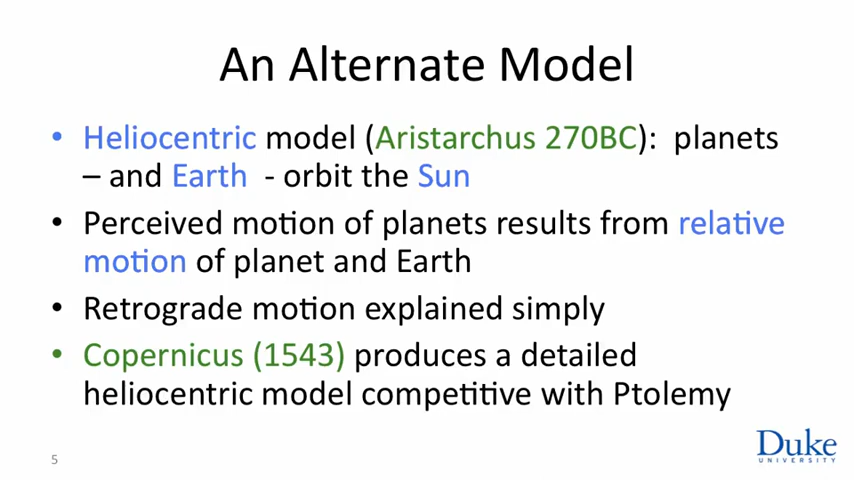 An Alternate Model
• Heliocentric model (Aristarchus 270BC):  planets
– and Earth  - orbit the Sun
• Perceived motion of planets results from relative
motion of planet and Earth
• Retrograde motion explained simply
• Copernicus (1543) produces a detailed
heliocentric model competitive with Ptolemy
5
Duke
UNIVERSITY